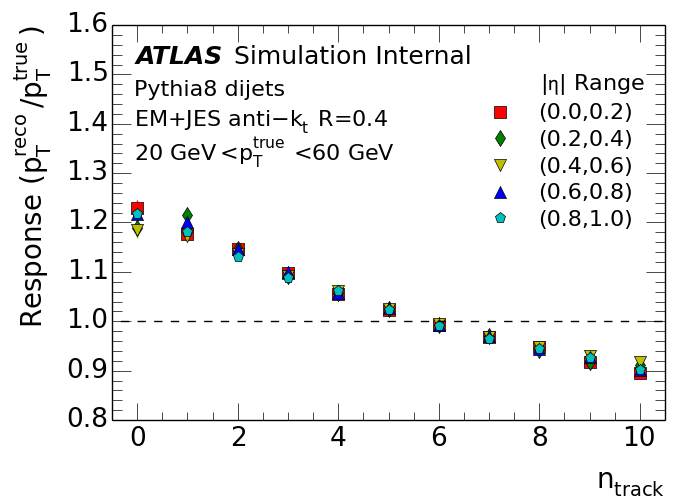 1.6
1.5
1.4
1.3
1.2
1.1
1.0
0.9
0.8
Response (p_T^reco /p_T^true )
ATLAS Simulation Internal
Pythia8 dijets
EM+JES anti−k_t R=0.4
20 GeV <p_T^true <60 GeV
|η| Range
(0.0,0.2)
(0.2,0.4)
(0.4,0.6)
(0.6,0.8)
(0.8,1.0)
0 2 4 6 8 10
n_track